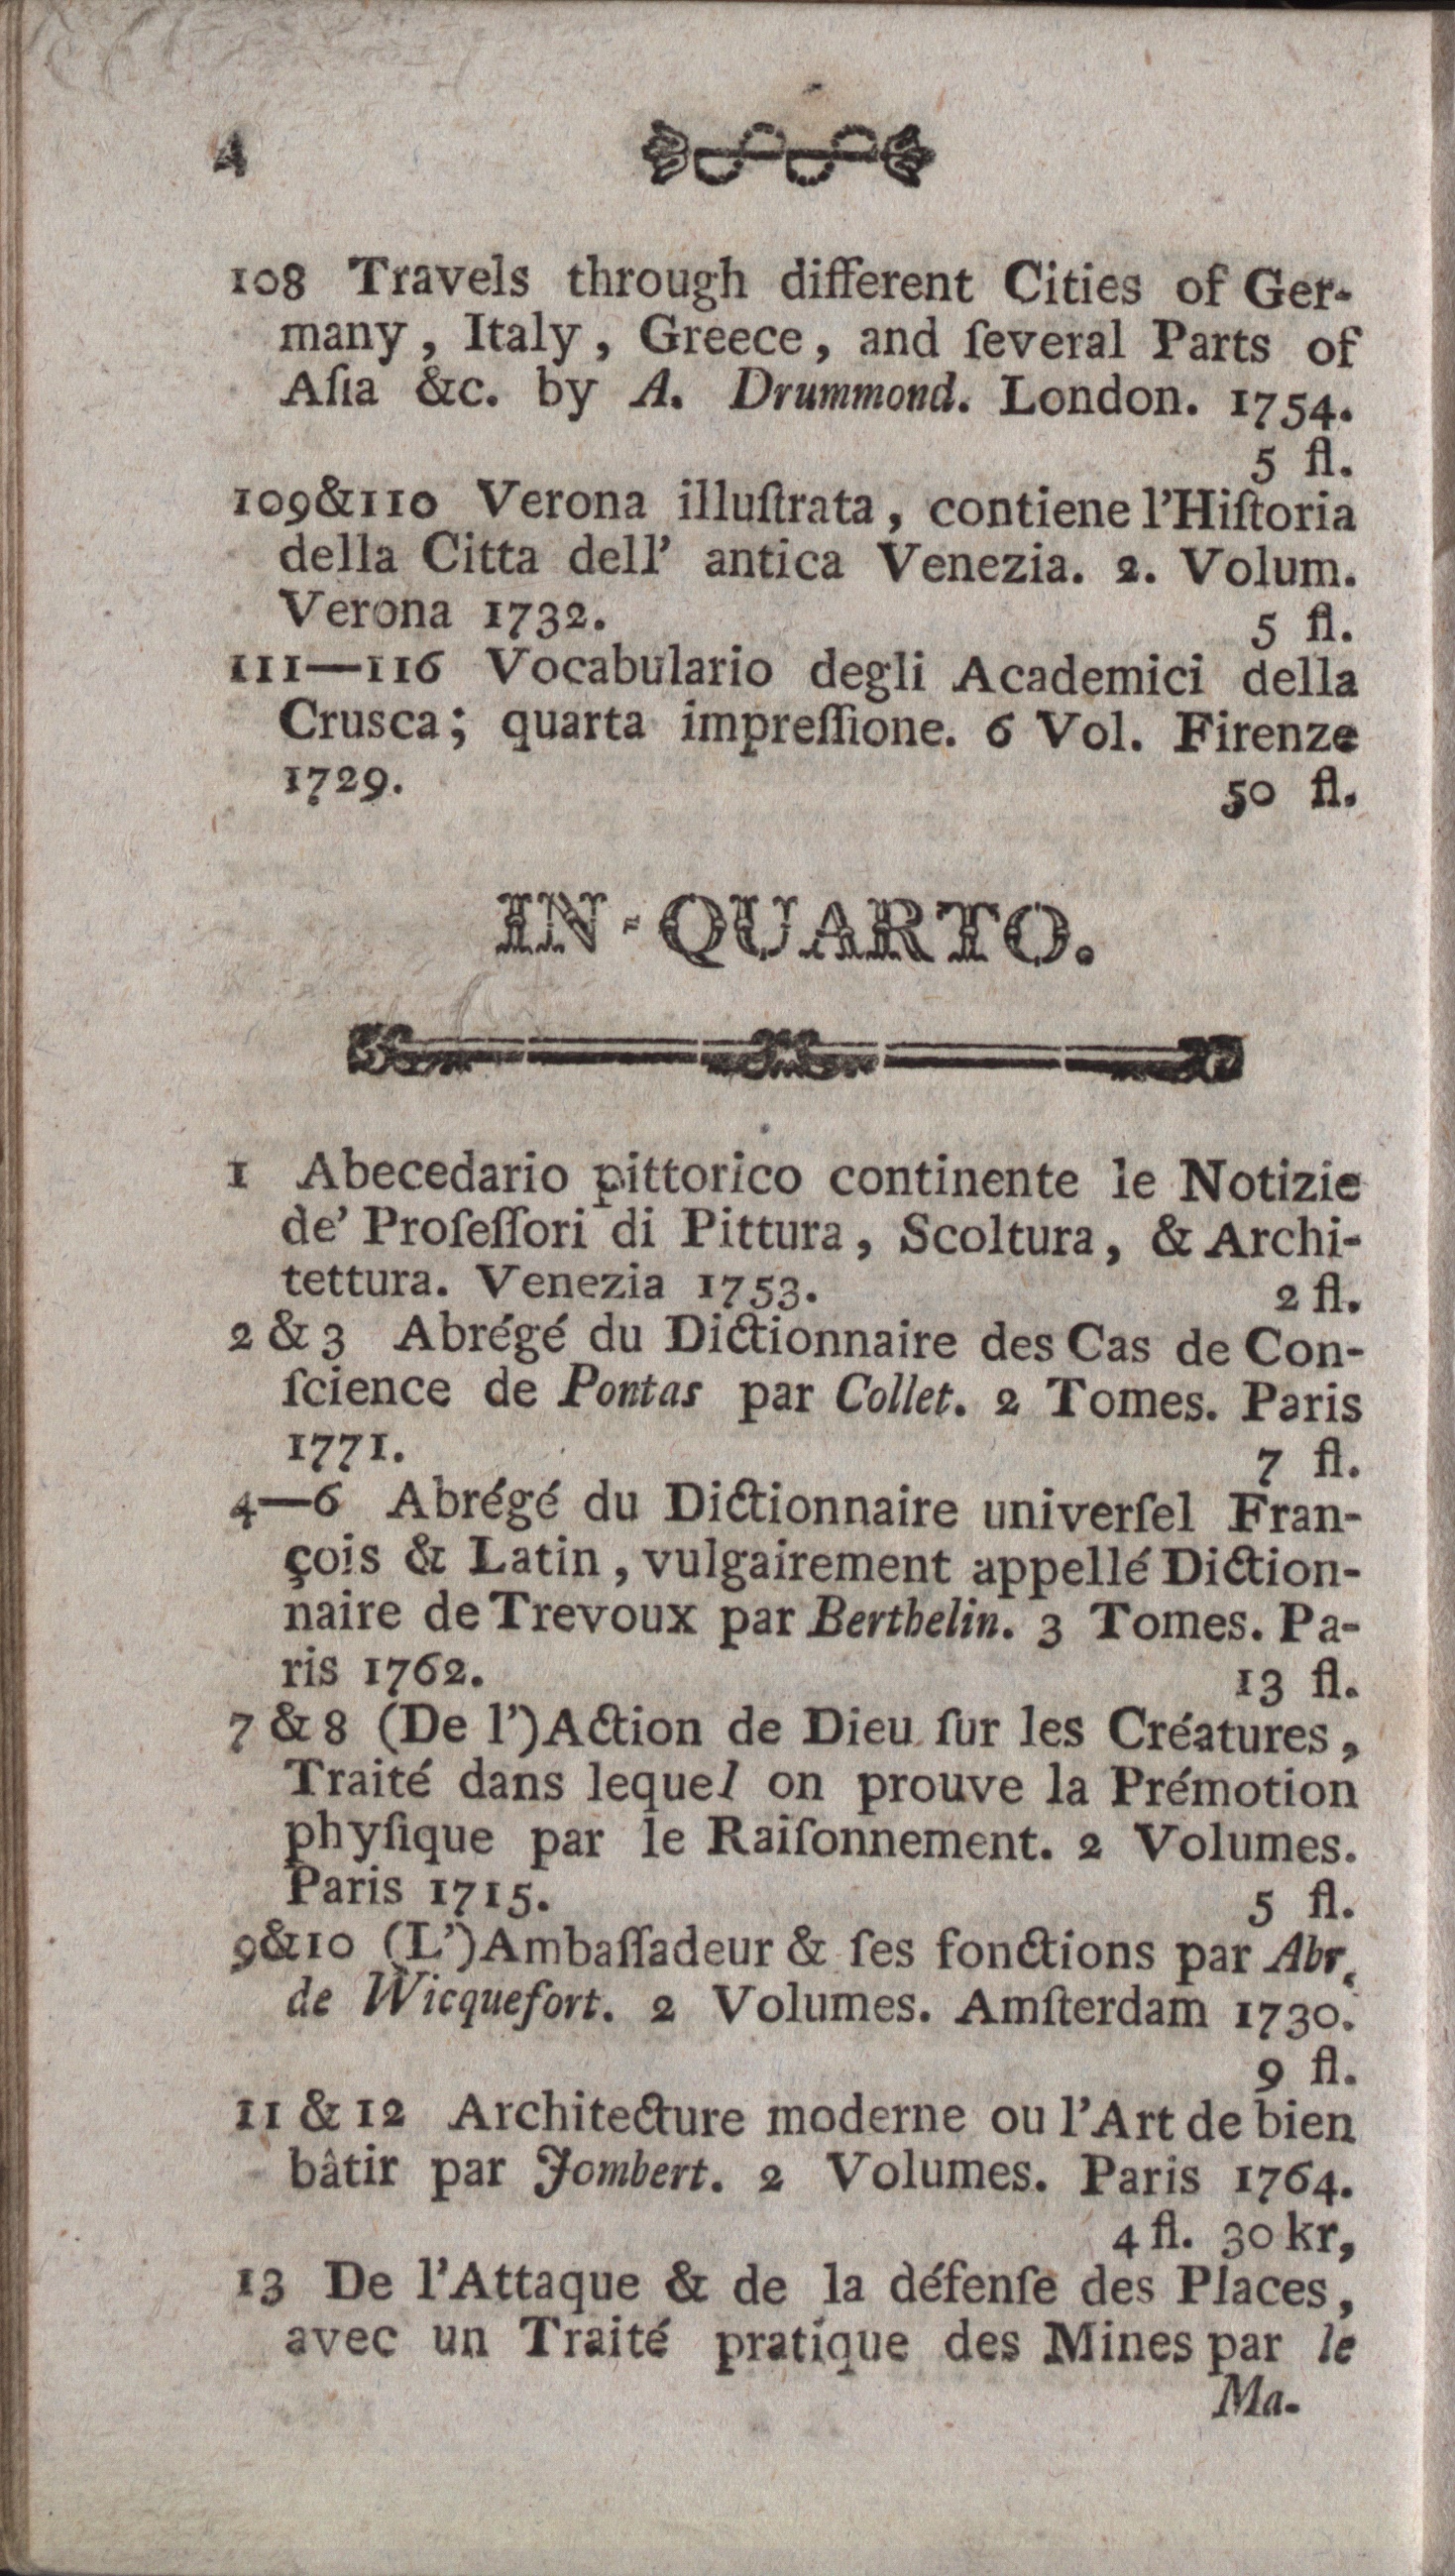 4
108 Travels through different Cities of Ger-
many, Italy, Greece, and ſeveral Parts of
Aſia &c. by A. Drummond. London. 1754.
5 fl.
109&110 Verona illuſtrata, contiene l'Hiſtoria
della Citta dell' antica Venezia. 2. Volum.
Verona 1732. 5 fl.
111—116 Vocabulario degli Academici della
Crusca; quarta impreſſione. 6 Vol. Firenze
1729. 50 fl.
IN-QUARTO.
1 Abecedario pittorico continente le Notizie
de' Profeſſori di Pittura, Scoltura, & Archi-
tettura. Venezia 1753. 2 fl.
2 & 3 Abrégé du Dictionnaire des Cas de Con-
ſcience de Pontas par Collet. 2 Tomes. Paris
1771. 7 fl.
4—6 Abrégé du Dictionnaire univerſel Fran-
çois & Latin, vulgairement appellé Diction-
naire de Trevoux par Berthelin. 3 Tomes. Pa-
ris 1762. 13 fl.
7 & 8 (De l')Action de Dieu ſur les Créatures,
Traité dans lequel on prouve la Prémotion
phyſique par le Raiſonnement. 2 Volumes.
Paris 1715. 5 fl.
9&10 (L')Ambaſſadeur & ſes fonctions par Abr.
de Wicquefort. 2 Volumes. Amſterdam 1730.
9 fl.
11 & 12 Architecture moderne ou l'Art de bien
bâtir par Jombert. 2 Volumes. Paris 1764.
4 fl. 30 kr,
13 De l'Attaque & de la défenſe des Places,
avec un Traité pratique des Mines par le
Ma-